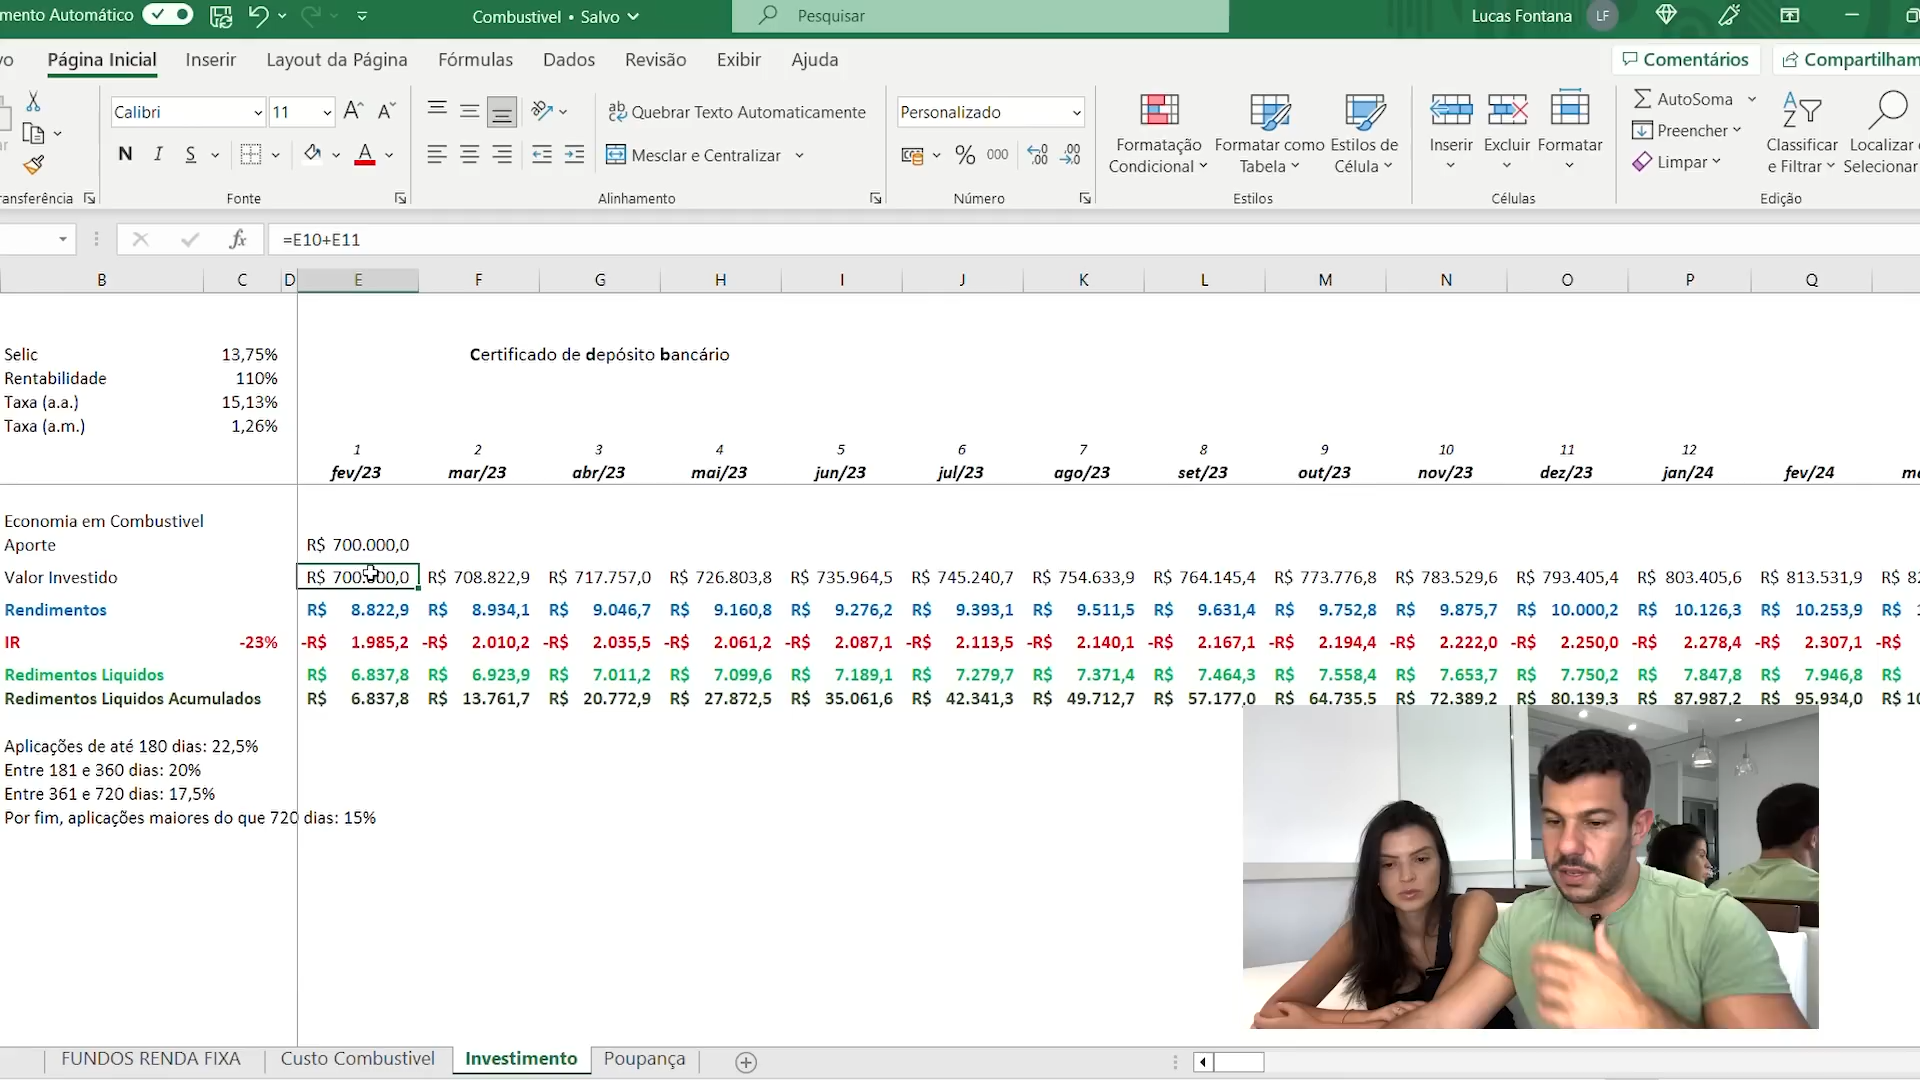 mento Automático
Combustivel • Salvo
Pesquisar
Lucas Fontana
LF
vo
Página Inicial
Inserir
Layout da Página
Fórmulas
Dados
Revisão
Exibir
Ajuda
Comentários
Compartilham
Calibri
11
Quebrar Texto Automaticamente
Personalizado
N I S
Mesclar e Centralizar
% 000
Formatação Condicional
Formatar como Tabela
Estilos de Célula
Inserir
Excluir
Formatar
AutoSoma
Preencher
Limpar
Classificar e Filtrar
Localizar Selecionar
ansferência
Fonte
Alinhamento
Número
Estilos
Células
Edição
fx =E10+E11
B C D E F G H I J K L M N O P Q
Selic 13,75% Certificado de depósito bancário
Rentabilidade 110%
Taxa (a.a.) 15,13%
Taxa (a.m.) 1,26%
1 2 3 4 5 6 7 8 9 10 11 12
fev/23 mar/23 abr/23 mai/23 jun/23 jul/23 ago/23 set/23 out/23 nov/23 dez/23 jan/24 fev/24 ma
Economia em Combustivel
Aporte R$ 700.000,0
Valor Investido R$ 700.000,0 R$ 708.822,9 R$ 717.757,0 R$ 726.803,8 R$ 735.964,5 R$ 745.240,7 R$ 754.633,9 R$ 764.145,4 R$ 773.776,8 R$ 783.529,6 R$ 793.405,4 R$ 803.405,6 R$ 813.531,9 R$ 82
Rendimentos R$ 8.822,9 R$ 8.934,1 R$ 9.046,7 R$ 9.160,8 R$ 9.276,2 R$ 9.393,1 R$ 9.511,5 R$ 9.631,4 R$ 9.752,8 R$ 9.875,7 R$ 10.000,2 R$ 10.126,3 R$ 10.253,9 R$
IR -23% -R$ 1.985,2 -R$ 2.010,2 -R$ 2.035,5 -R$ 2.061,2 -R$ 2.087,1 -R$ 2.113,5 -R$ 2.140,1 -R$ 2.167,1 -R$ 2.194,4 -R$ 2.222,0 -R$ 2.250,0 -R$ 2.278,4 -R$ 2.307,1 -R$
Redimentos Liquidos R$ 6.837,8 R$ 6.923,9 R$ 7.011,2 R$ 7.099,6 R$ 7.189,1 R$ 7.279,7 R$ 7.371,4 R$ 7.464,3 R$ 7.558,4 R$ 7.653,7 R$ 7.750,2 R$ 7.847,8 R$ 7.946,8 R$
Redimentos Liquidos Acumulados R$ 6.837,8 R$ 13.761,7 R$ 20.772,9 R$ 27.872,5 R$ 35.061,6 R$ 42.341,3 R$ 49.712,7 R$ 57.177,0 R$ 64.735,5 R$ 72.389,2 R$ 80.139,3 R$ 87.987,2 R$ 95.934,0 R$ 10
Aplicações de até 180 dias: 22,5%
Entre 181 e 360 dias: 20%
Entre 361 e 720 dias: 17,5%
Por fim, aplicações maiores do que 720 dias: 15%
FUNDOS RENDA FIXA
Custo Combustivel
Investimento
Poupança